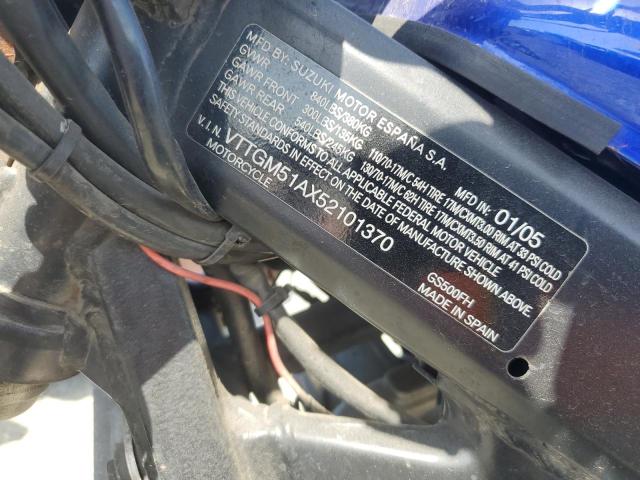 MFD BY: SUZUKI MOTOR ESPAÑA S.A.
GVWR 840LBS/380KG MFD IN: 01/05
GAWR FRONT 300LBS/135KG 110/70-17M/C 54H TIRE 17M/CXMT3.00 RIM AT 33 PSI COLD
GAWR REAR 540LBS/245KG 130/70-17M/C 62H TIRE 17M/CXMT3.50 RIM AT 41 PSI COLD
THIS VEHICLE CONFORMS TO ALL APPLICABLE FEDERAL MOTOR VEHICLE
SAFETY STANDARDS IN EFFECT ON THE DATE OF MANUFACTURE SHOWN ABOVE.
V.I.N. VTTGM51AX52101370 GS500FH
MOTORCYCLE MADE IN SPAIN